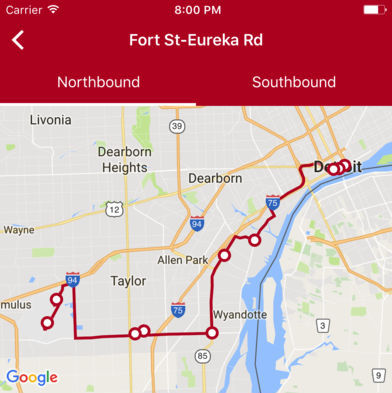 Carrier 8:00 PM
Fort St-Eureka Rd
Northbound Southbound
Livonia
39
Dearborn
Heights
Detroit
Dearborn
12
75
94
Wayne
Allen Park
94
Taylor
mulus
75
Wyandotte
3
85
Google
9